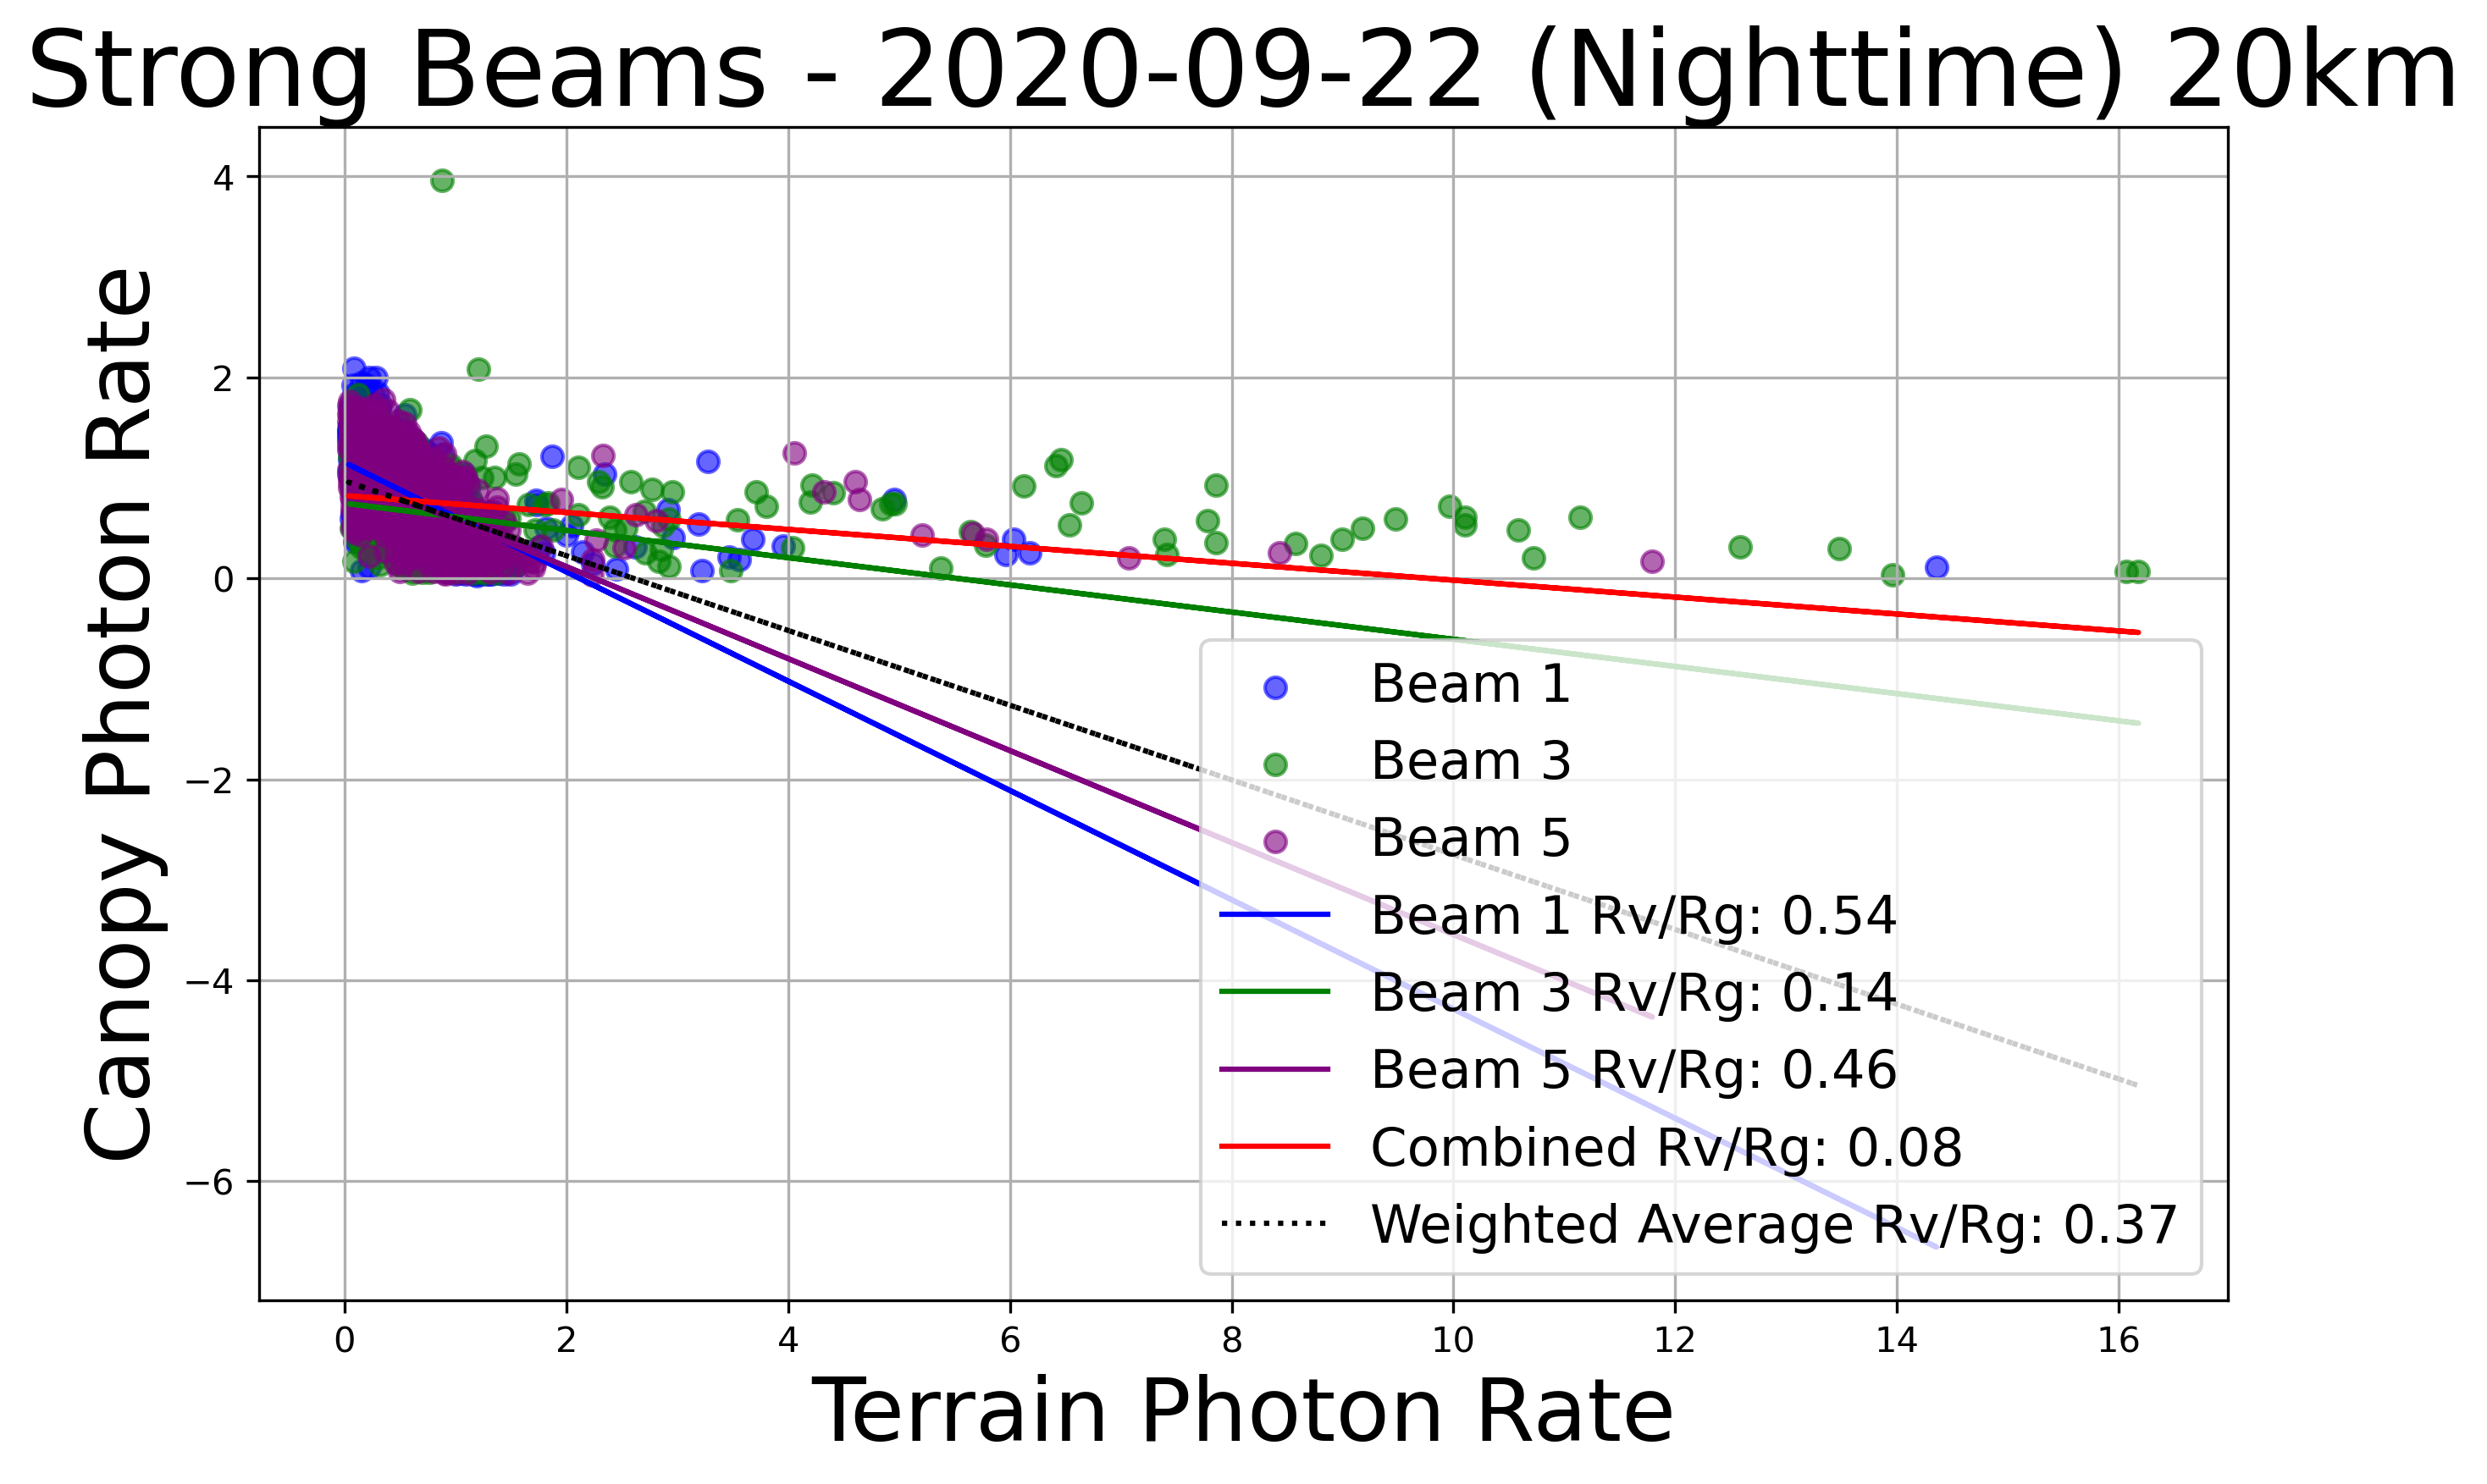 Strong Beams - 2020-09-22 (Nighttime) 20km
Canopy Photon Rate
4
2
0
−2
−4
−6
Beam 1
Beam 3
Beam 5
Beam 1 Rv/Rg: 0.54
Beam 3 Rv/Rg: 0.14
Beam 5 Rv/Rg: 0.46
Combined Rv/Rg: 0.08
Weighted Average Rv/Rg: 0.37
0 2 4 6 8 10 12 14 16
Terrain Photon Rate